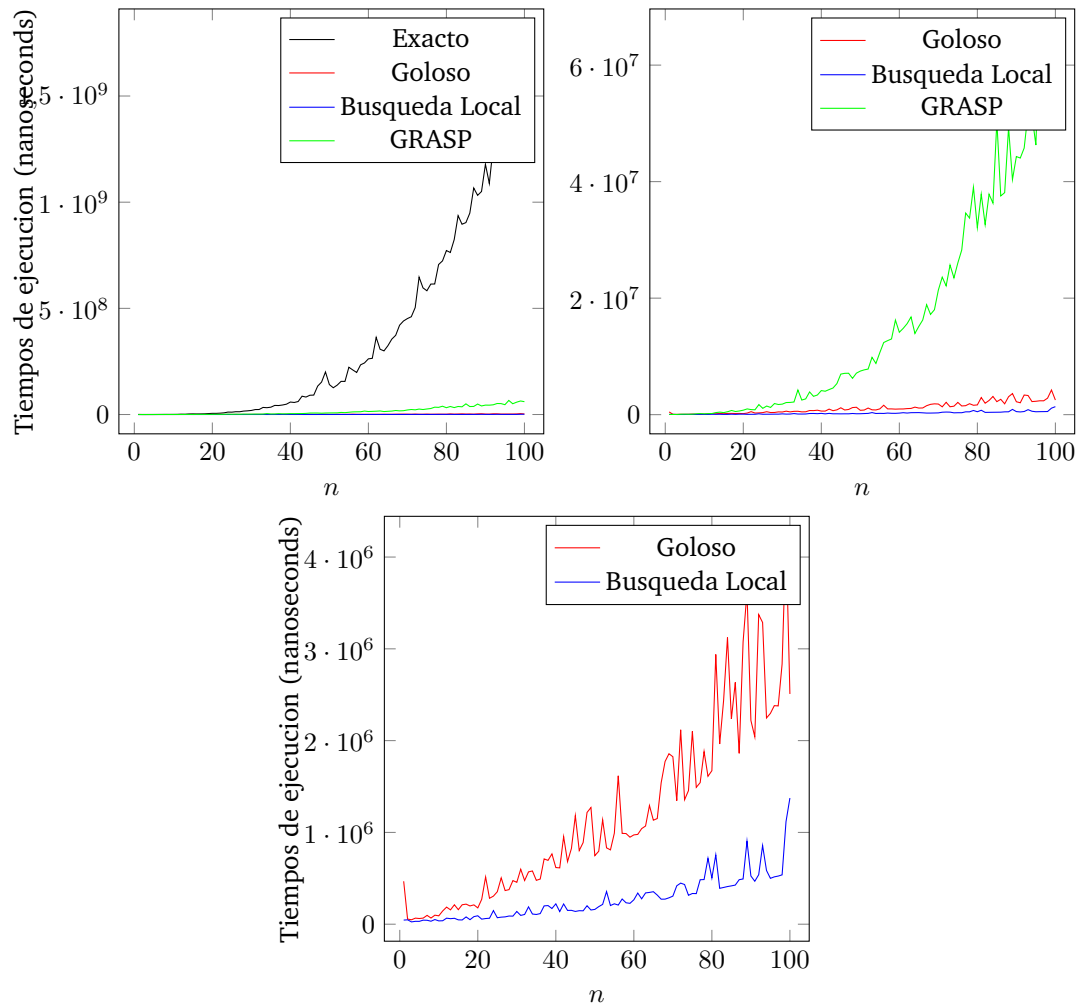 Tiempos de ejecucion (nanoseconds)
5 · 10^9
1 · 10^9
5 · 10^8
0
Exacto
Goloso
Busqueda Local
GRASP
0 20 40 60 80 100
n
6 · 10^7
4 · 10^7
2 · 10^7
0
Goloso
Busqueda Local
GRASP
0 20 40 60 80 100
n
Tiempos de ejecucion (nanoseconds)
4 · 10^6
3 · 10^6
2 · 10^6
1 · 10^6
0
Goloso
Busqueda Local
0 20 40 60 80 100
n